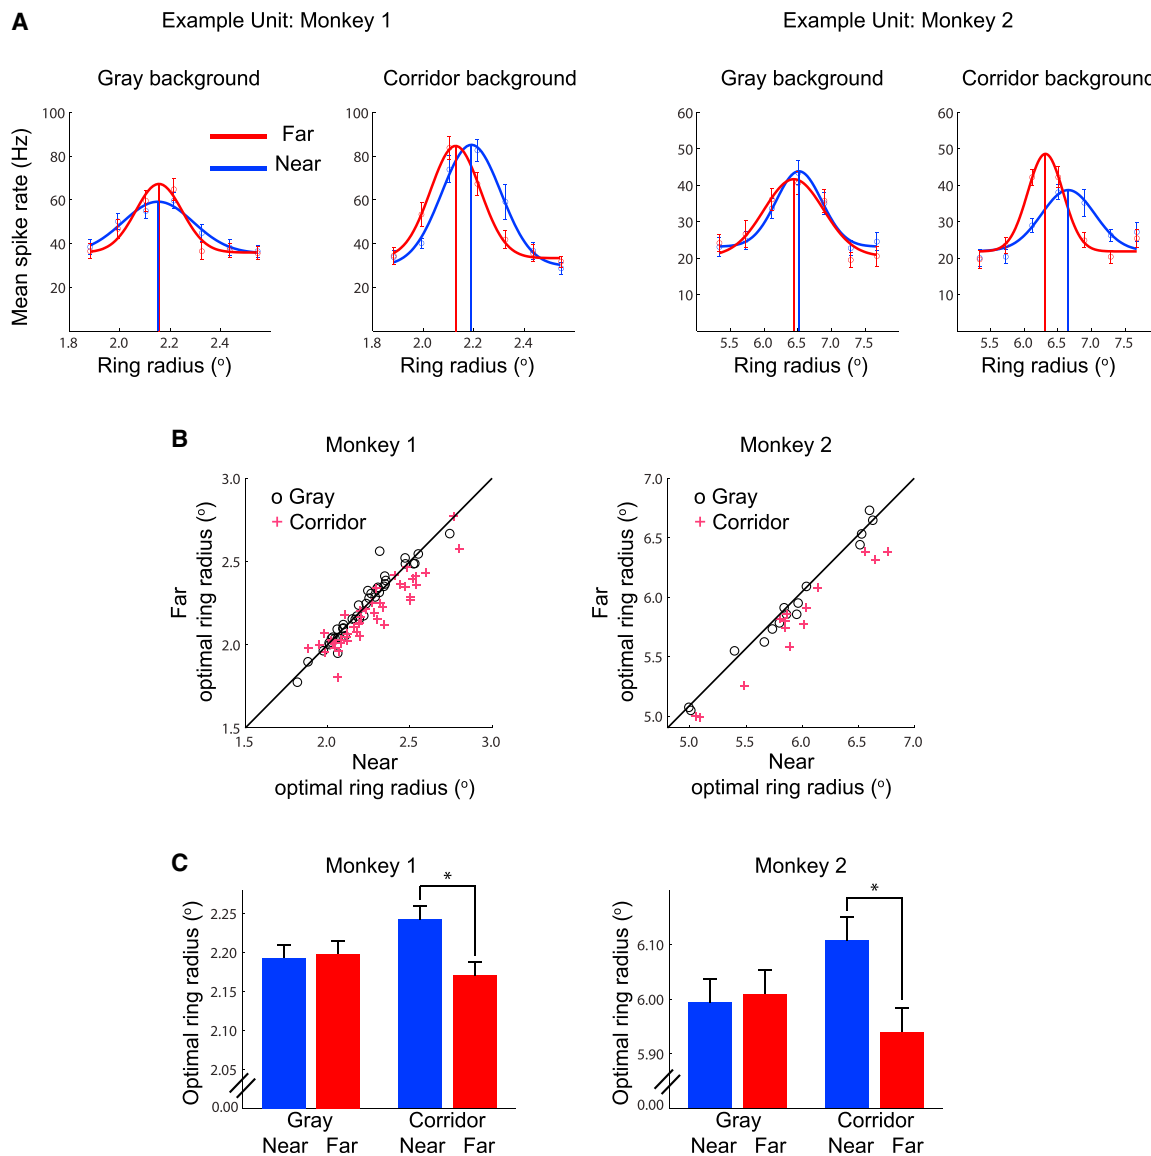 A
Example Unit: Monkey 1
Example Unit: Monkey 2
Gray background
Corridor background
Gray background
Corridor background
Mean spike rate (Hz)
100
80
60
40
20
1.8
2.0
2.2
2.4
Ring radius (°)
Far
Near
100
80
60
40
20
1.8
2.0
2.2
2.4
Ring radius (°)
60
50
40
30
20
10
5.5
6.0
6.5
7.0
7.5
Ring radius (°)
60
50
40
30
20
10
5.5
6.0
6.5
7.0
7.5
Ring radius (°)
B
Monkey 1
Far
optimal ring radius (°)
3.0
2.5
2.0
1.5
Gray
Corridor
1.5
2.0
2.5
3.0
Near
optimal ring radius (°)
Monkey 2
Far
optimal ring radius (°)
7.0
6.5
6.0
5.5
5.0
Gray
Corridor
5.0
5.5
6.0
6.5
7.0
Near
optimal ring radius (°)
C
Monkey 1
Optimal ring radius (°)
2.25
2.20
2.15
2.10
2.05
0.00
*
Gray
Corridor
Near Far
Near Far
Monkey 2
Optimal ring radius (°)
6.10
6.00
5.90
0.00
*
Gray
Corridor
Near Far
Near Far